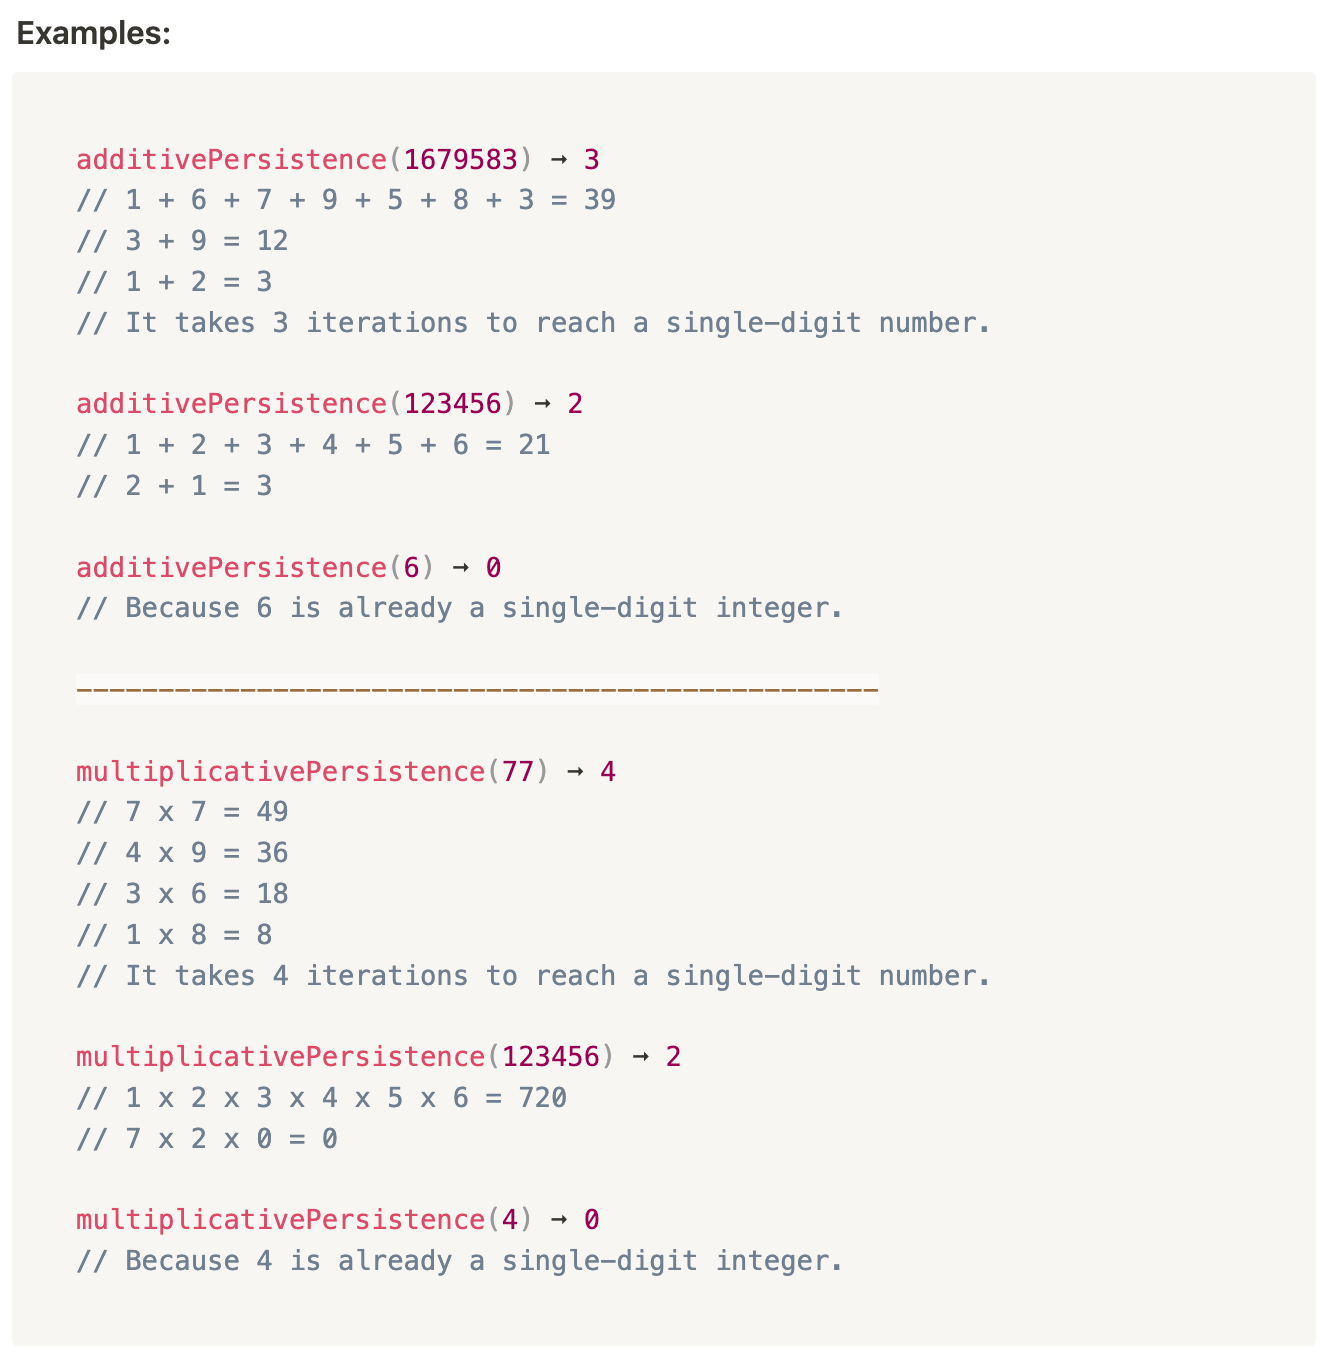 Examples:
additivePersistence(1679583) → 3
// 1 + 6 + 7 + 9 + 5 + 8 + 3 = 39
// 3 + 9 = 12
// 1 + 2 = 3
// It takes 3 iterations to reach a single-digit number.
additivePersistence(123456) → 2
// 1 + 2 + 3 + 4 + 5 + 6 = 21
// 2 + 1 = 3
additivePersistence(6) → 0
// Because 6 is already a single-digit integer.
-------------------------------------------------
multiplicativePersistence(77) → 4
// 7 x 7 = 49
// 4 x 9 = 36
// 3 x 6 = 18
// 1 x 8 = 8
// It takes 4 iterations to reach a single-digit number.
multiplicativePersistence(123456) → 2
// 1 x 2 x 3 x 4 x 5 x 6 = 720
// 7 x 2 x 0 = 0
multiplicativePersistence(4) → 0
// Because 4 is already a single-digit integer.